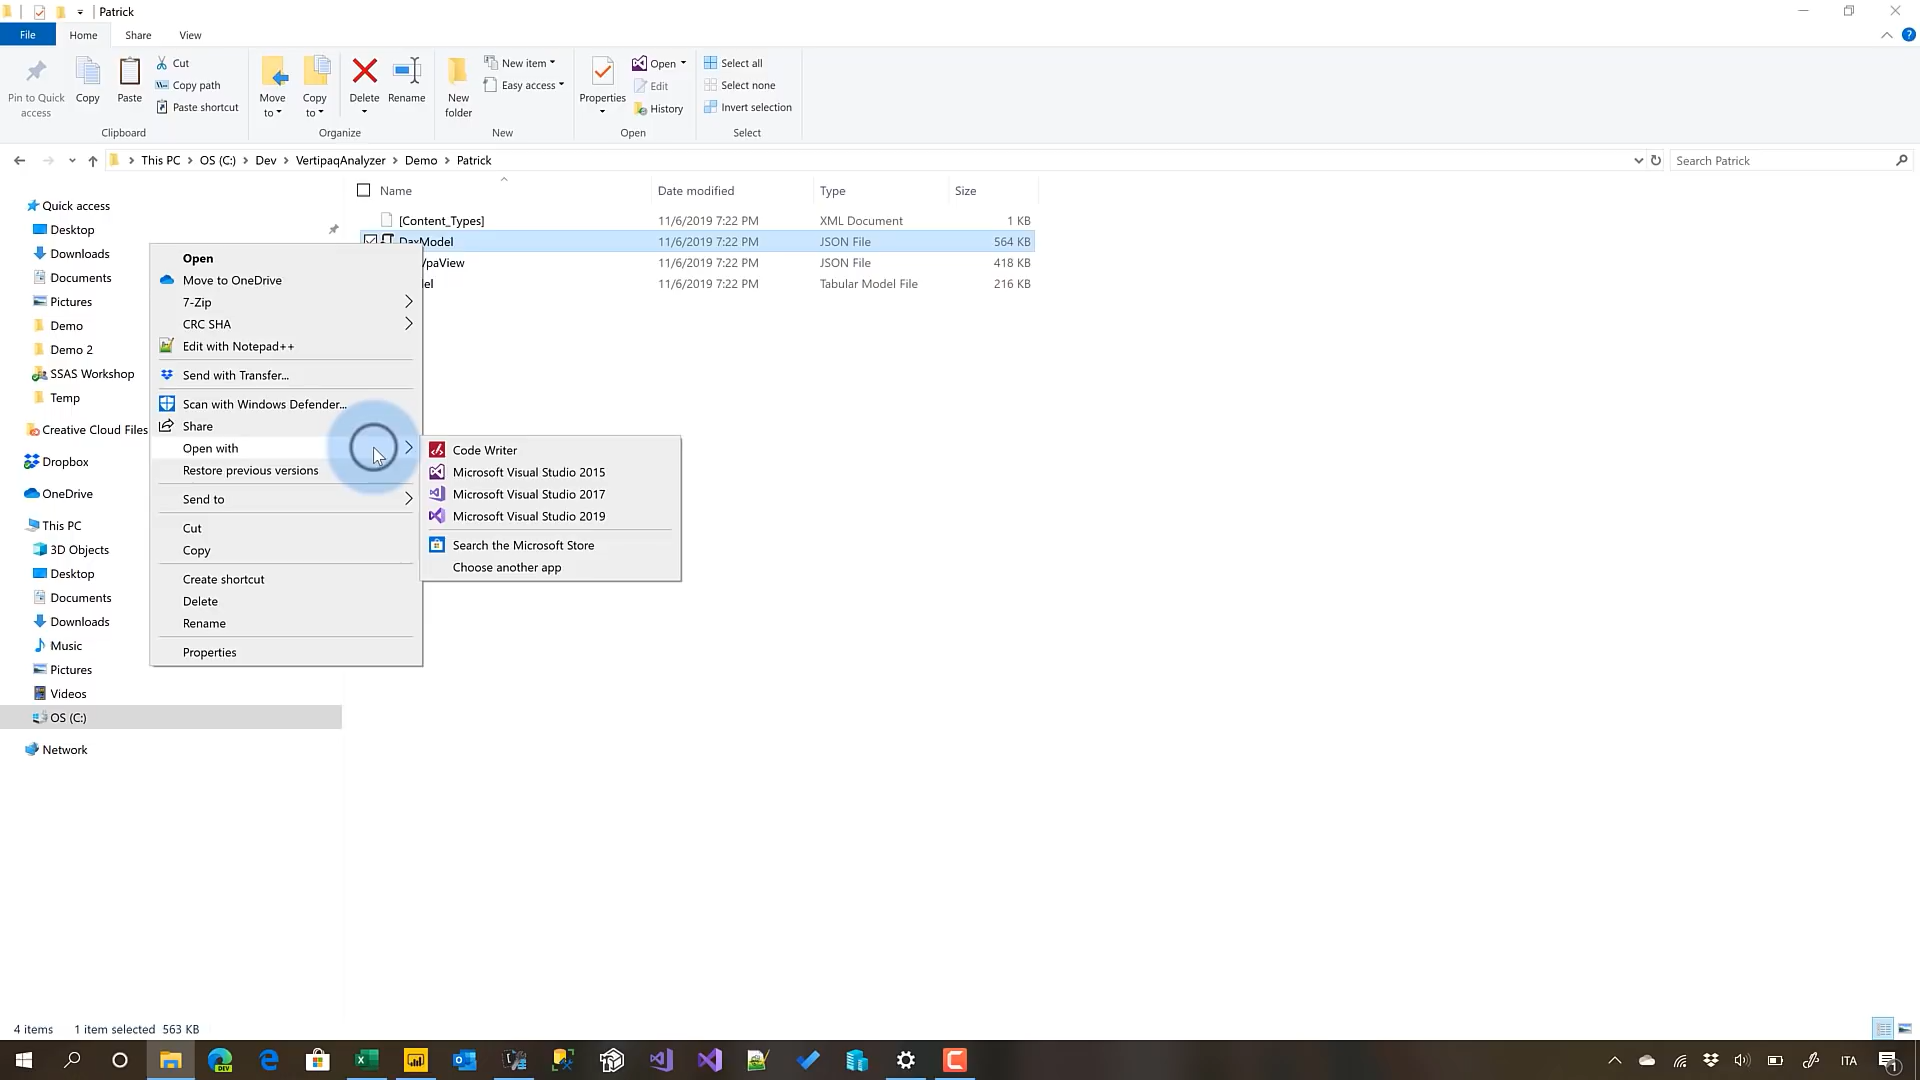 Patrick
File
Home
Share
View
Pin to Quick access
Copy
Paste
Cut
Copy path
Paste shortcut
Clipboard
Move to
Copy to
Delete
Rename
Organize
New folder
New item
Easy access
New
Properties
Open
Edit
History
Open
Select all
Select none
Invert selection
Select
This PC > OS (C:) > Dev > VertipaqAnalyzer > Demo > Patrick
Search Patrick
Name Date modified Type Size
[Content_Types] 11/6/2019 7:22 PM XML Document 1 KB
DaxModel 11/6/2019 7:22 PM JSON File 564 KB
VpaView 11/6/2019 7:22 PM JSON File 418 KB
el 11/6/2019 7:22 PM Tabular Model File 216 KB
Quick access
Desktop
Downloads
Documents
Pictures
Demo
Demo 2
SSAS Workshop
Temp
Creative Cloud Files
Dropbox
OneDrive
This PC
3D Objects
Desktop
Documents
Downloads
Music
Pictures
Videos
OS (C:)
Network
Open
Move to OneDrive
7-Zip
CRC SHA
Edit with Notepad++
Send with Transfer...
Scan with Windows Defender...
Share
Open with
Restore previous versions
Send to
Cut
Copy
Create shortcut
Delete
Rename
Properties
Code Writer
Microsoft Visual Studio 2015
Microsoft Visual Studio 2017
Microsoft Visual Studio 2019
Search the Microsoft Store
Choose another app
4 items 1 item selected 563 KB
DEV
ITA
1